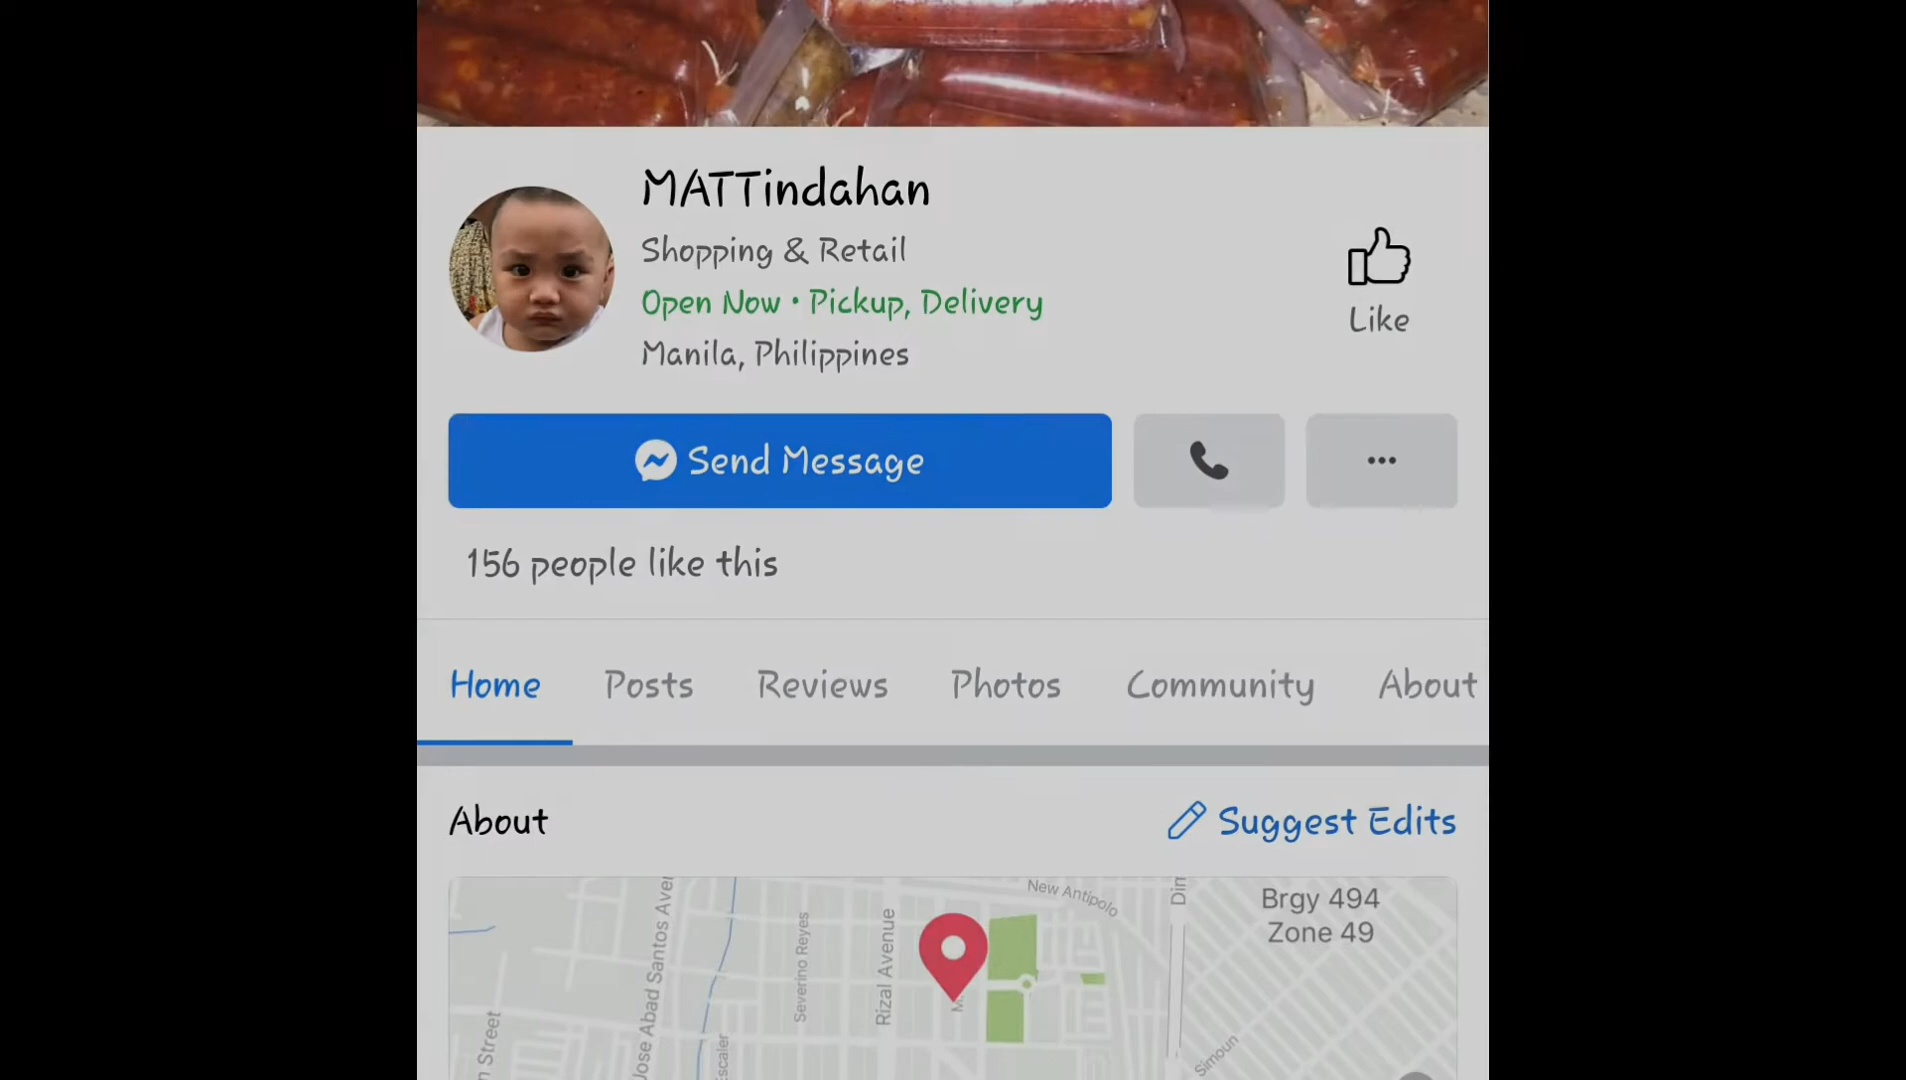 MATTindahan
Shopping & Retail
Open Now • Pickup, Delivery
Manila, Philippines
Like
Send Message
156 people like this
Home
Posts
Reviews
Photos
Community
About
About
Suggest Edits
New Antipolo
Brgy 494
Zone 49
Jose Abad Santos Aver
Severino Reyes
Rizal Avenue
Simoun
n Street